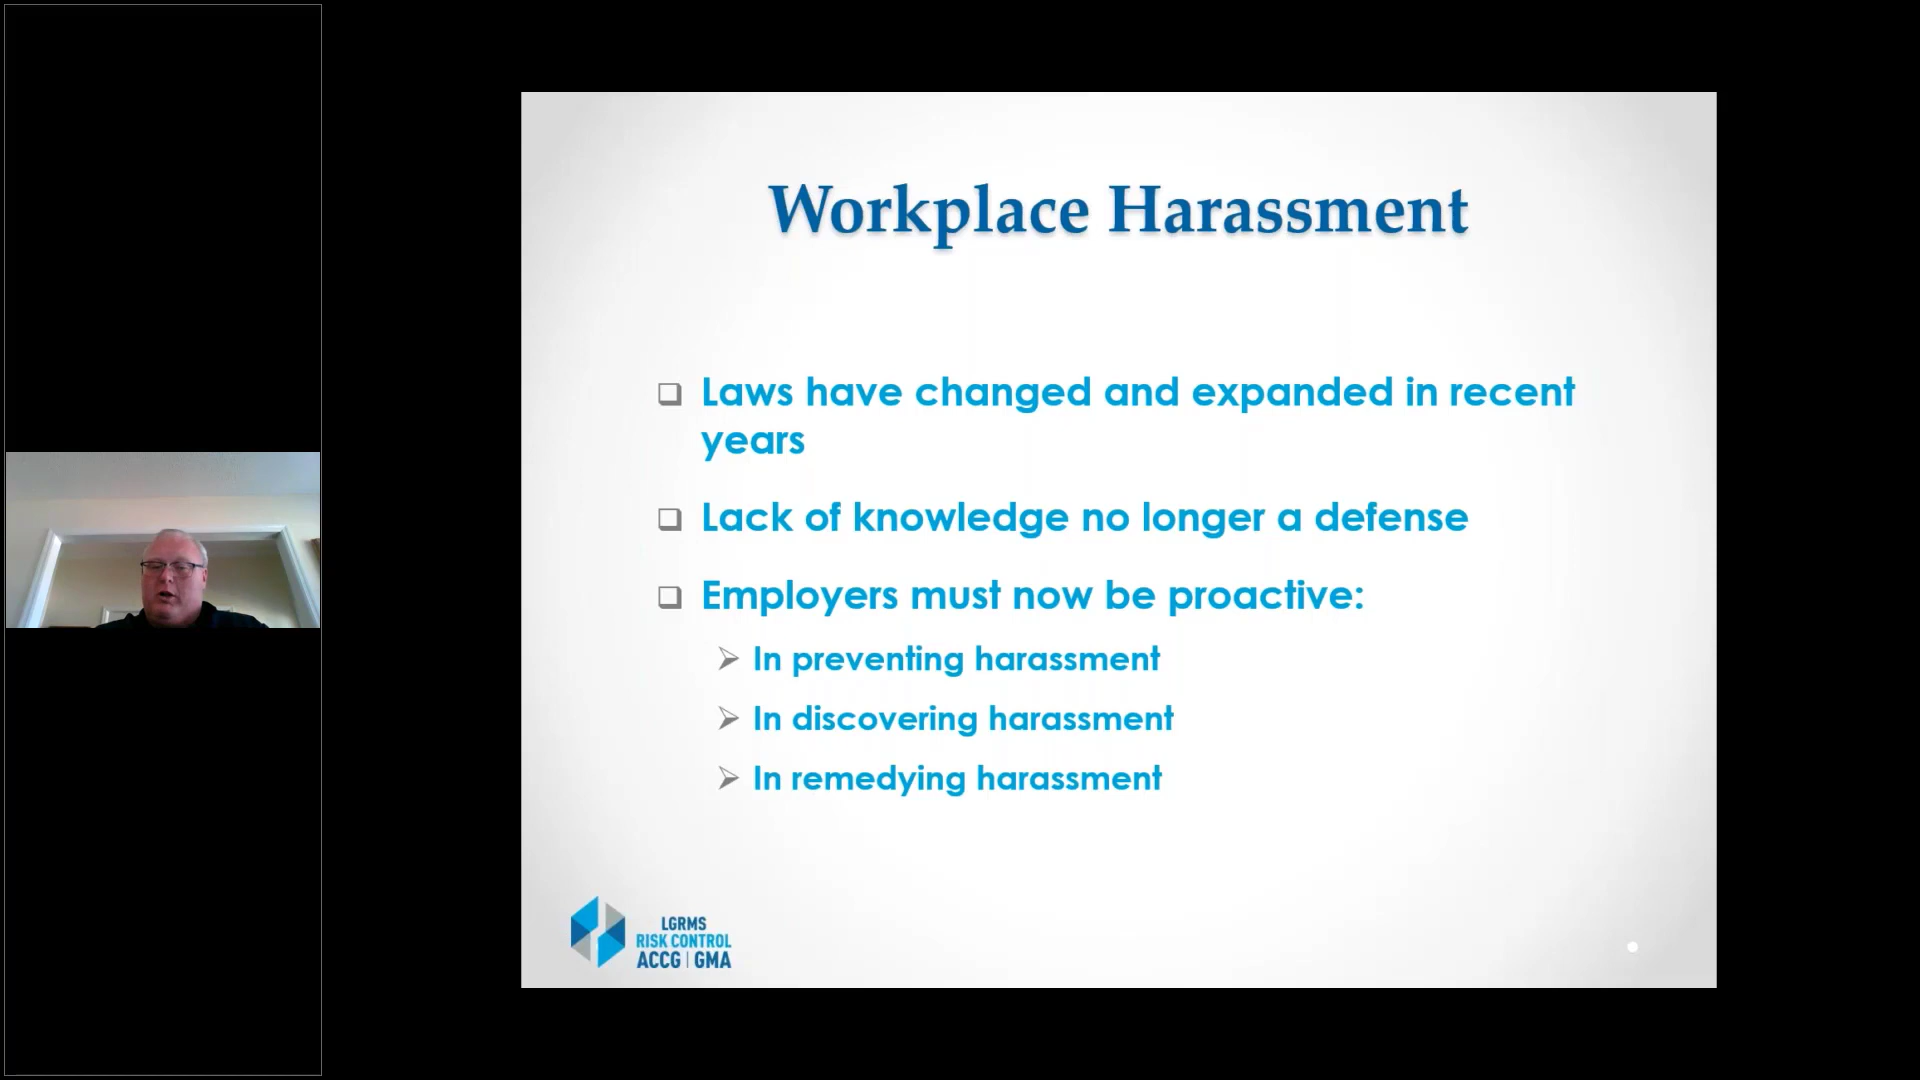 Workplace Harassment
Laws have changed and expanded in recent
years
Lack of knowledge no longer a defense
Employers must now be proactive:
In preventing harassment
In discovering harassment
In remedying harassment
LGRMS
RISK CONTROL
ACCG | GMA